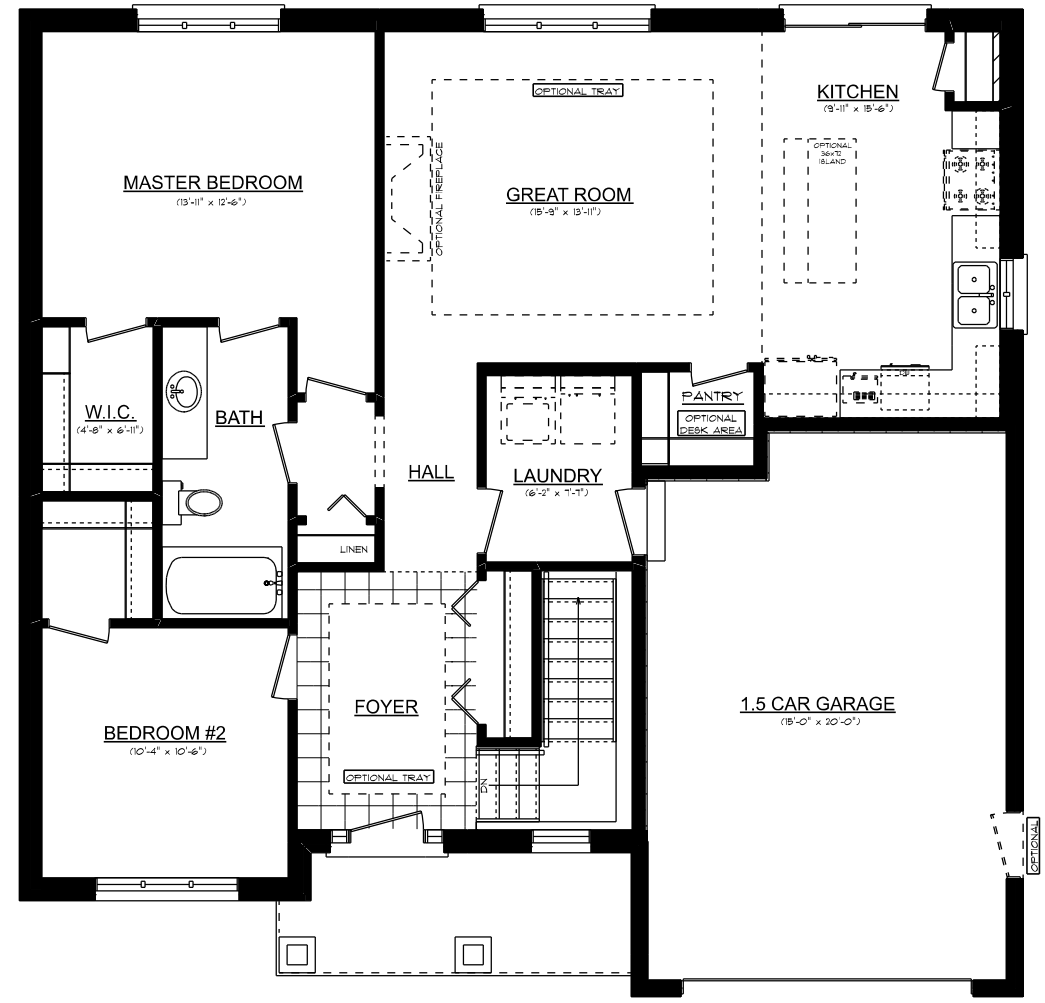 OPTIONAL TRAY
KITCHEN
(9'-11" x 15'-6")
OPTIONAL
36x72
ISLAND
OPTIONAL FIREPLACE
MASTER BEDROOM
(13'-11" x 12'-6")
GREAT ROOM
(15'-9" x 13'-11")
W.I.C.
(4'-8" x 6'-11")
BATH
PANTRY
OPTIONAL
DESK AREA
HALL
LAUNDRY
(6'-2" x 7'-7")
LINEN
FOYER
1.5 CAR GARAGE
(15'-0" x 20'-0")
BEDROOM #2
(10'-4" x 10'-6")
OPTIONAL TRAY
DN
OPTIONAL